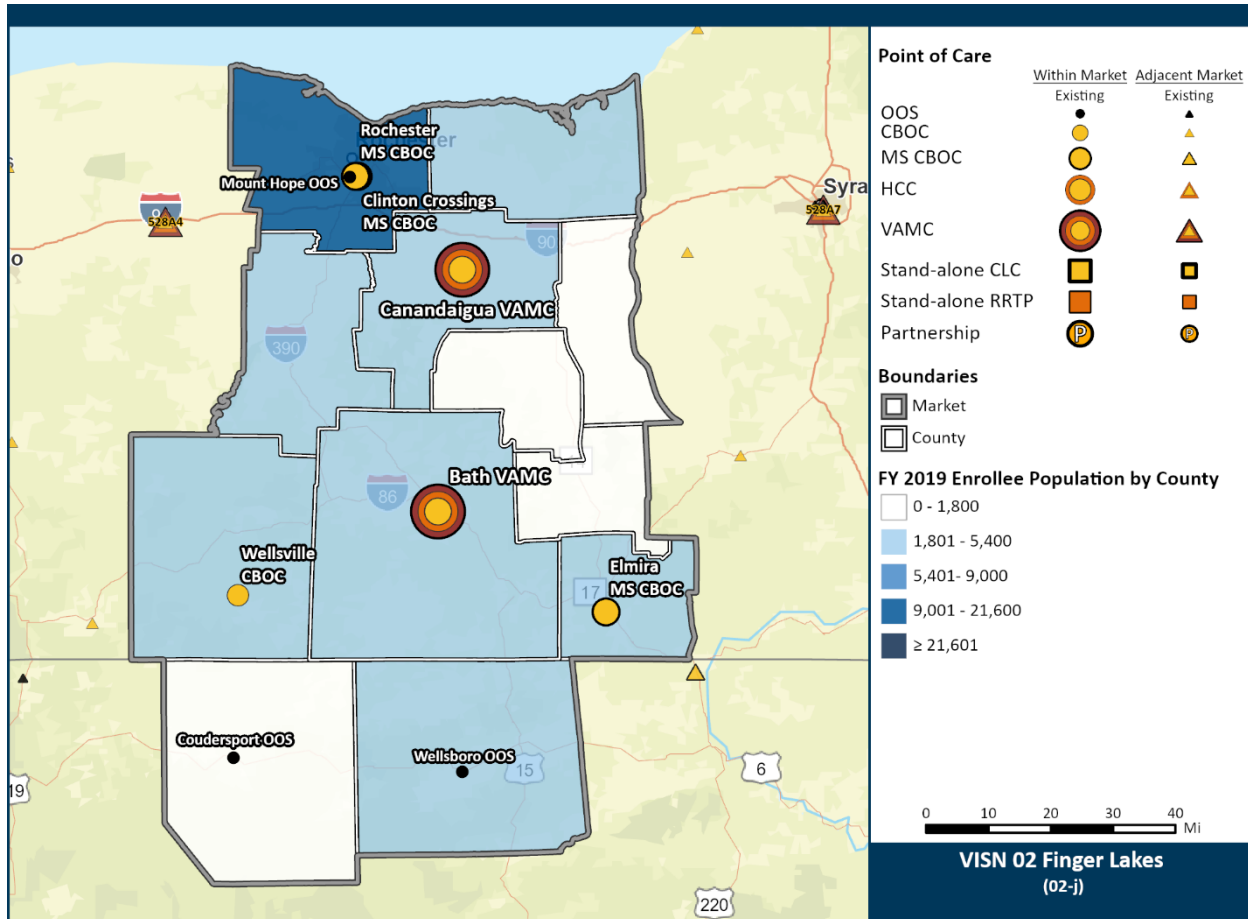 Rochester
MS CBOC
Mount Hope OOS
Clinton Crossings
MS CBOC
528A4
90
Syra
528A7
Canandaigua VAMC
390
o
Bath VAMC
86
Wellsville
CBOC
Elmira
MS CBOC
17
Coudersport OOS
Wellsboro OOS
15
6
19
220
Point of Care
Within Market
Adjacent Market
Existing
Existing
OOS
CBOC
MS CBOC
HCC
VAMC
Stand-alone CLC
Stand-alone RRTP
Partnership
P
P
Boundaries
Market
County
FY 2019 Enrollee Population by County
0 - 1,800
1,801 - 5,400
5,401- 9,000
9,001 - 21,600
≥ 21,601
0 10 20 30 40
Mi
VISN 02 Finger Lakes
(02-j)